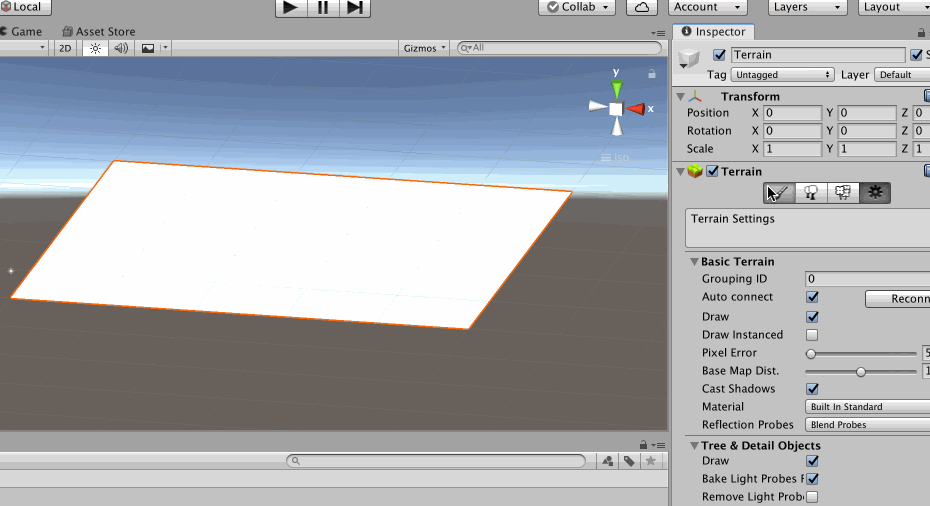 Local
Collab
Account
Layers
Layout
Game
Asset Store
Inspector
2D
Gizmos
All
Terrain
Tag
Untagged
Layer
Default
y
x
Iso
Transform
Position X 0 Y 0 Z 0
Rotation X 0 Y 0 Z 0
Scale X 1 Y 1 Z 1
Terrain
Terrain Settings
Basic Terrain
Grouping ID 0
Auto connect
Reconn
Draw
Draw Instanced
Pixel Error 5
Base Map Dist. 1
Cast Shadows
Material Built In Standard
Reflection Probes Blend Probes
Tree & Detail Objects
Draw
Bake Light Probes F
Remove Light Prob